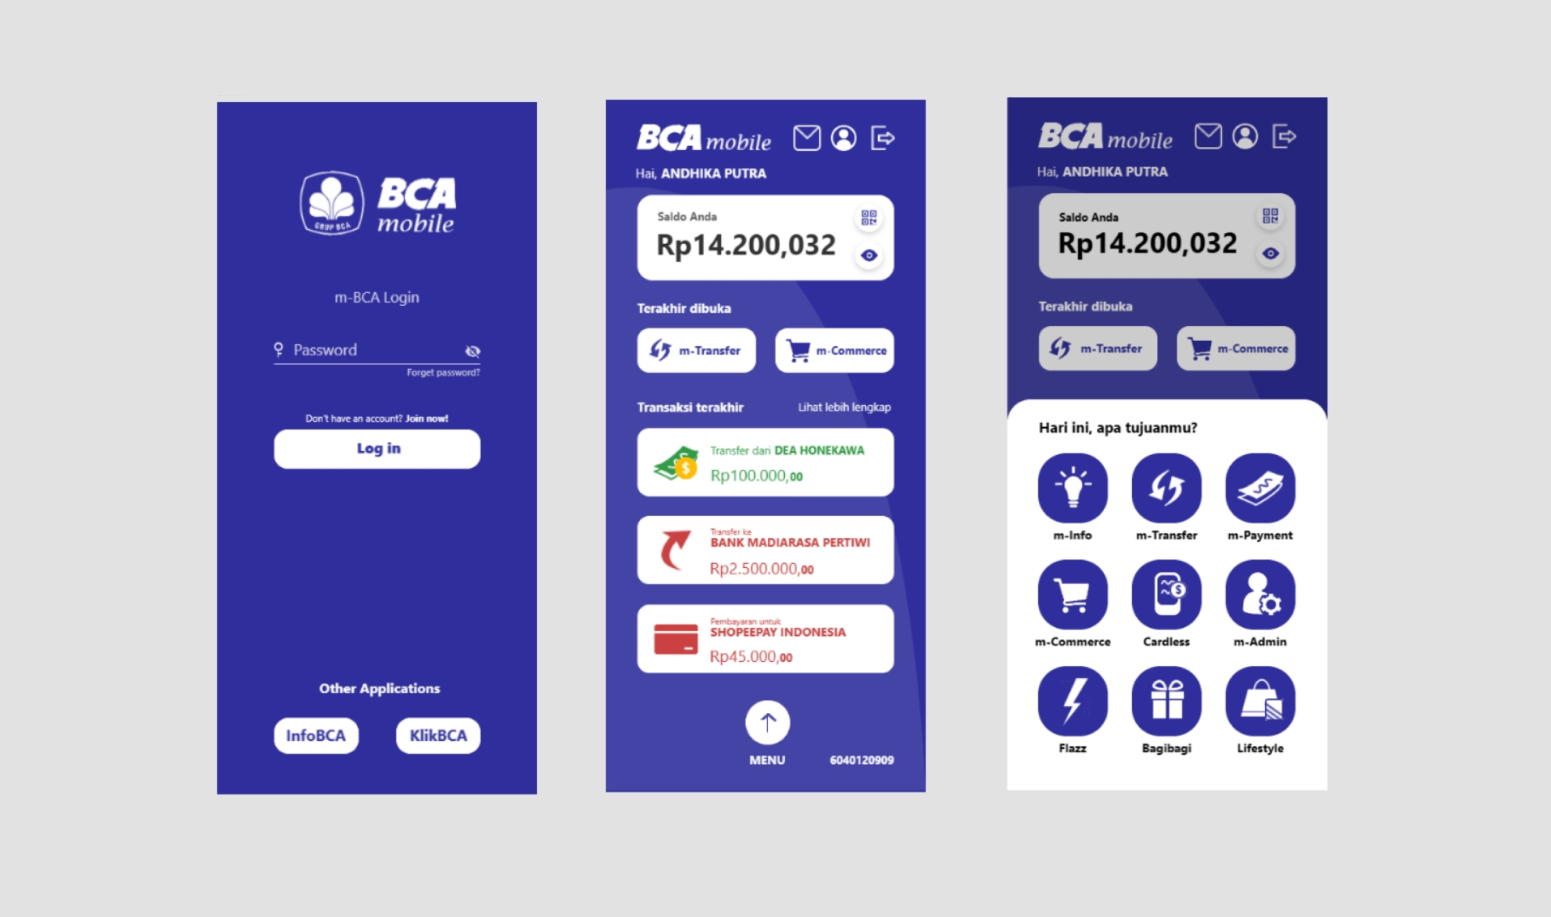 GRUP BCA
BCA
mobile
m-BCA Login
Password
Forget password?
Don't have an account? Join now!
Log in
Other Applications
InfoBCA
KlikBCA
BCA mobile
Hai, ANDHIKA PUTRA
Saldo Anda
Rp14.200,032
Terakhir dibuka
m-Transfer
m-Commerce
Transaksi terakhir
Lihat lebih lengkap
Transfer dari DEA HONEKAWA
Rp100.000,00
Transfer ke
BANK MADIARASA PERTIWI
Rp2.500.000,00
Pembayaran untuk
SHOPEEPAY INDONESIA
Rp45.000,00
MENU
6040120909
BCA mobile
Hai, ANDHIKA PUTRA
Saldo Anda
Rp14.200,032
Terakhir dibuka
m-Transfer
m-Commerce
Hari ini, apa tujuanmu?
m-Info
m-Transfer
m-Payment
m-Commerce
Cardless
m-Admin
Flazz
Bagibagi
Lifestyle